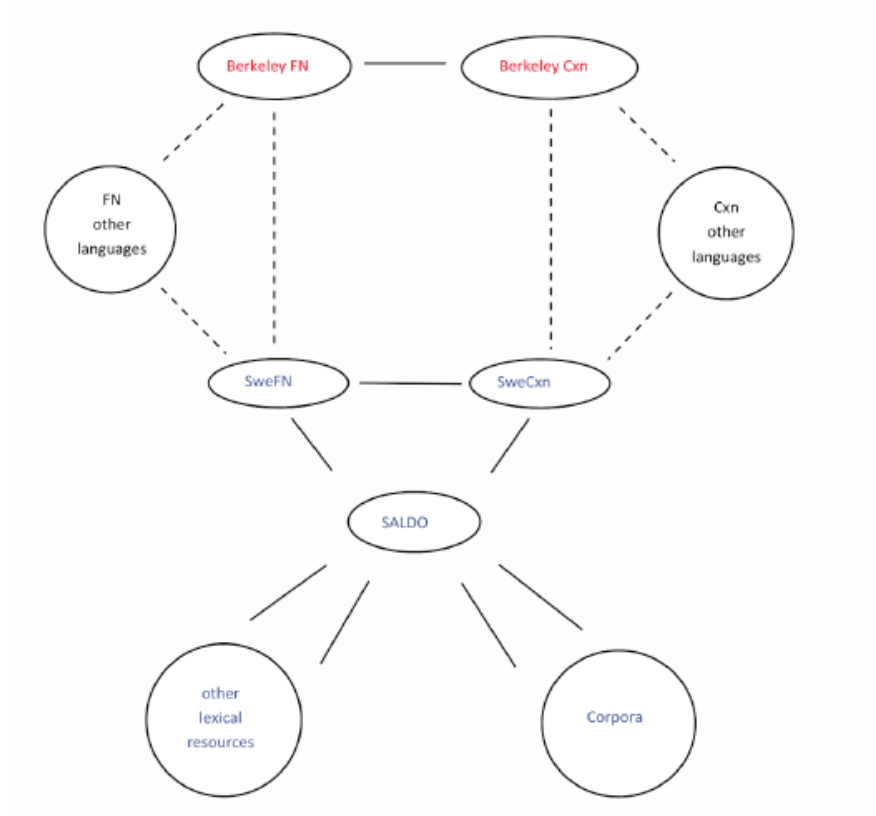 Berkeley FN
Berkeley Cxn
FN
other
languages
Cxn
other
languages
SweFN
SweCxn
SALDO
other
lexical
resources
Corpora